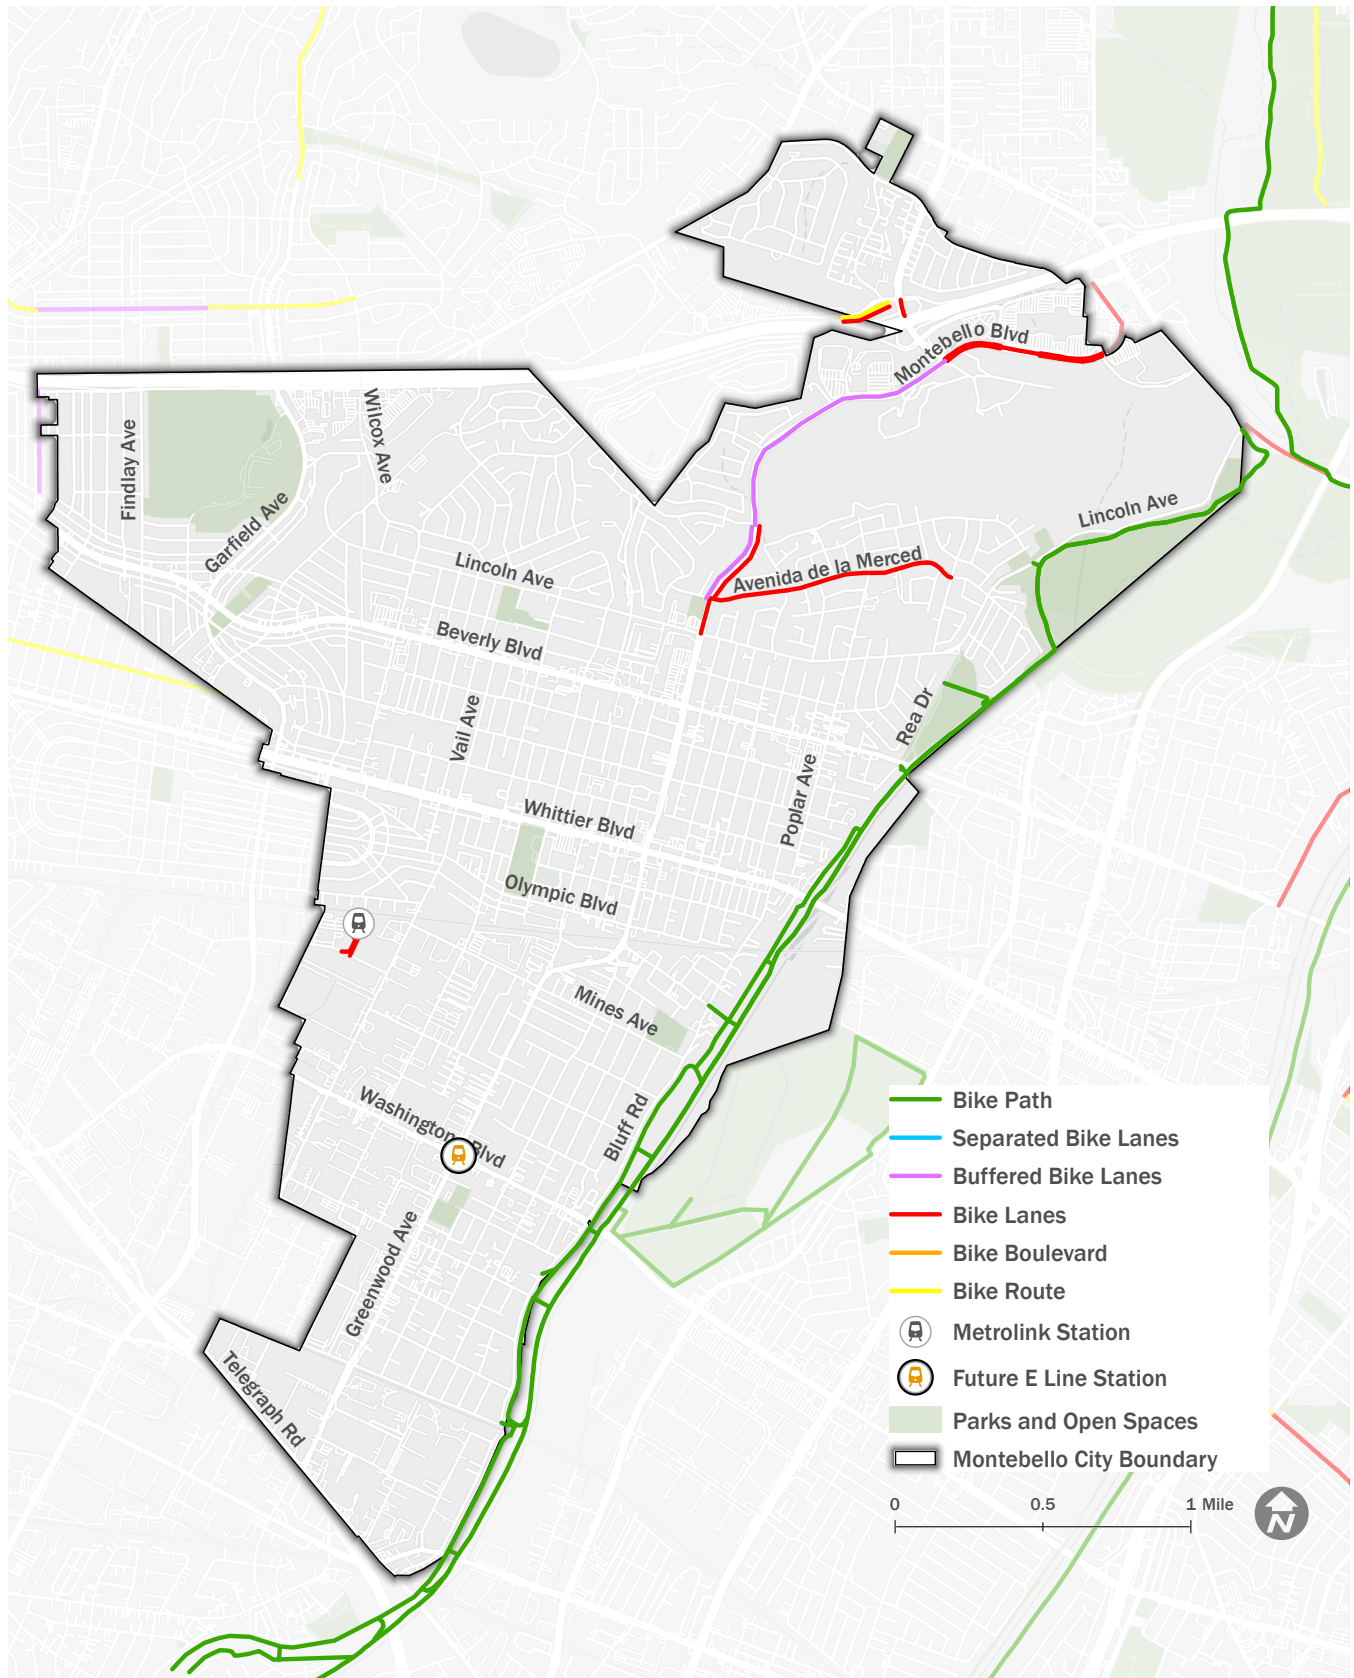 Montebello Blvd
Wilcox Ave
Findlay Ave
Garfield Ave
Lincoln Ave
Lincoln Ave
Avenida de la Merced
Beverly Blvd
Rea Dr
Vail Ave
Poplar Ave
Whittier Blvd
Olympic Blvd
Mines Ave
Washington Blvd
Bluff Rd
Greenwood Ave
Telegraph Rd
Bike Path
Separated Bike Lanes
Buffered Bike Lanes
Bike Lanes
Bike Boulevard
Bike Route
Metrolink Station
Future E Line Station
Parks and Open Spaces
Montebello City Boundary
0 0.5 1 Mile
N